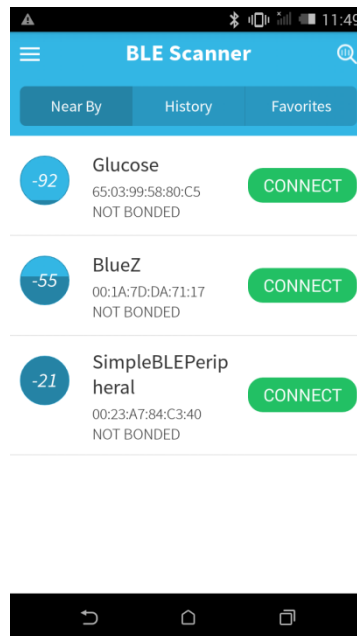 11:49
BLE Scanner
Near By History Favorites
-92
Glucose
65:03:99:58:80:C5
NOT BONDED
CONNECT
-55
BlueZ
00:1A:7D:DA:71:17
NOT BONDED
CONNECT
-21
SimpleBLEPerip
heral
00:23:A7:84:C3:40
NOT BONDED
CONNECT